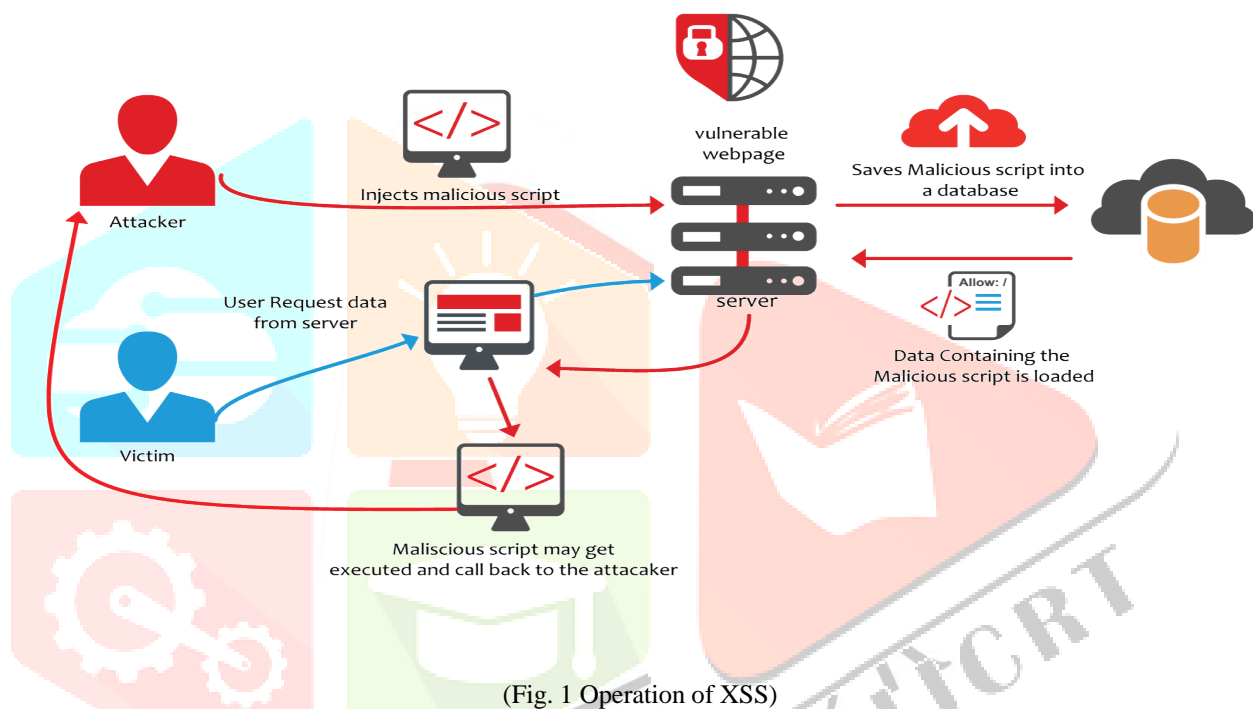 vulnerable
webpage
</>
Injects malicious script
Saves Malicious script into
a database
Attacker
User Request data
from server
server
Allow: /
</>
Data Containing the
Malicious script is loaded
Victim
</>
Maliscious script may get
executed and call back to the attacaker
IJCRT
(Fig. 1 Operation of XSS)